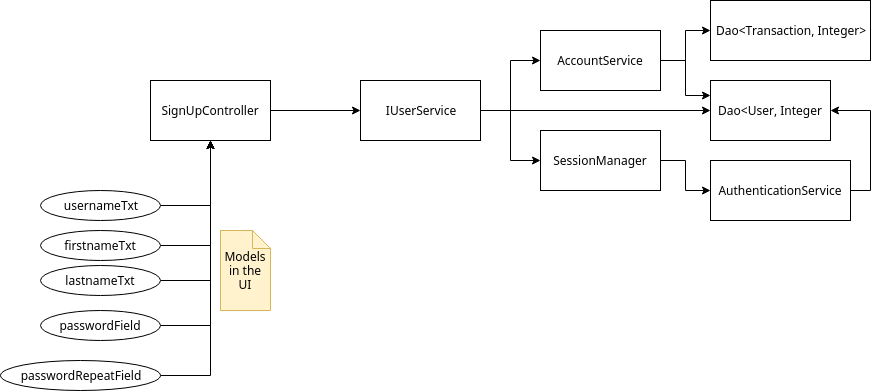 Dao<Transaction, Integer>
AccountService
SignUpController
IUserService
Dao<User, Integer
SessionManager
AuthenticationService
usernameTxt
firstnameTxt
lastnameTxt
passwordField
passwordRepeatField
Models
in the
UI